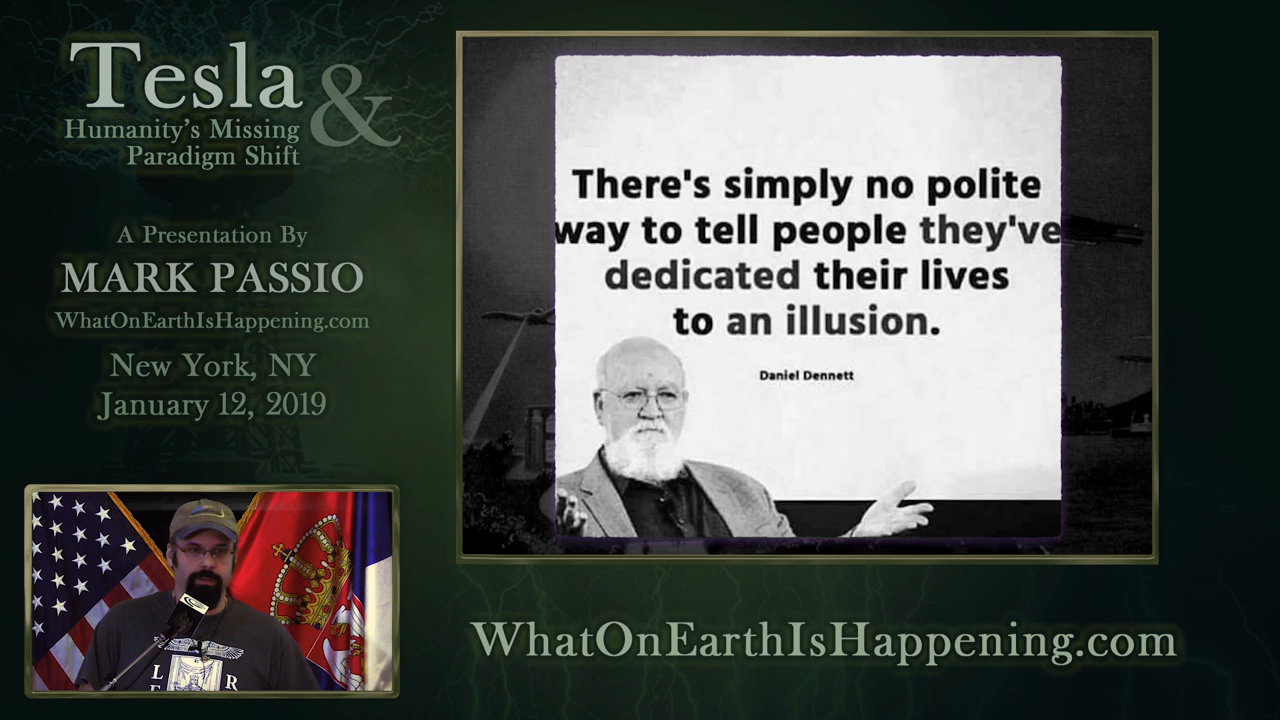 Tesla &
Humanity's Missing
Paradigm Shift
A Presentation By
MARK PASSIO
WhatOnEarthIsHappening.com
New York, NY
January 12, 2019
There's simply no polite
way to tell people they've
dedicated their lives
to an illusion.
Daniel Dennett
WhatOnEarthIsHappening.com